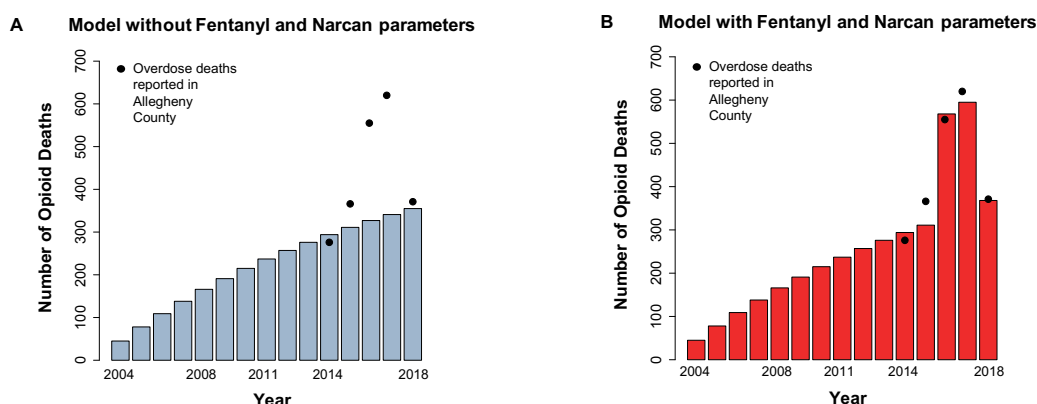 A Model without Fentanyl and Narcan parameters
Number of Opioid Deaths
700
600
500
400
300
200
100
0
Overdose deaths
reported in
Allegheny
County
2004 2008 2011 2014 2018
Year
B Model with Fentanyl and Narcan parameters
Number of Opioid Deaths
700
600
500
400
300
200
100
0
Overdose deaths
reported in
Allegheny
County
2004 2008 2011 2014 2018
Year